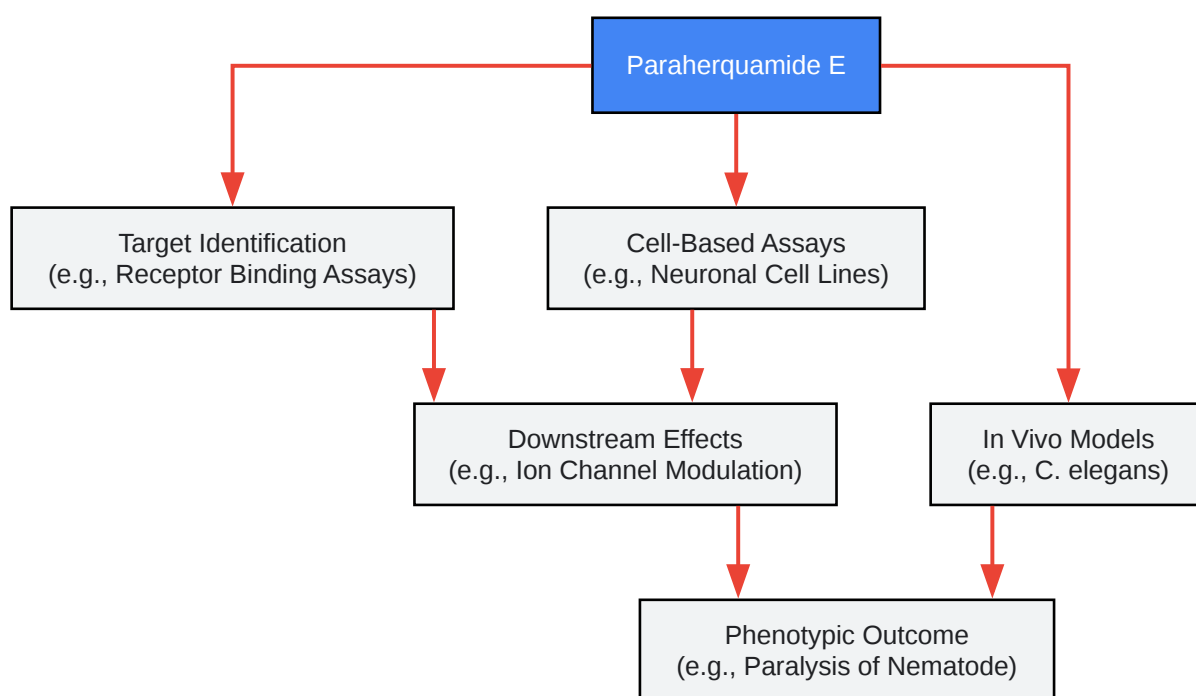 Paraherquamide E
Target Identification
(e.g., Receptor Binding Assays)
Cell-Based Assays
(e.g., Neuronal Cell Lines)
Downstream Effects
(e.g., Ion Channel Modulation)
In Vivo Models
(e.g., C. elegans)
Phenotypic Outcome
(e.g., Paralysis of Nematode)